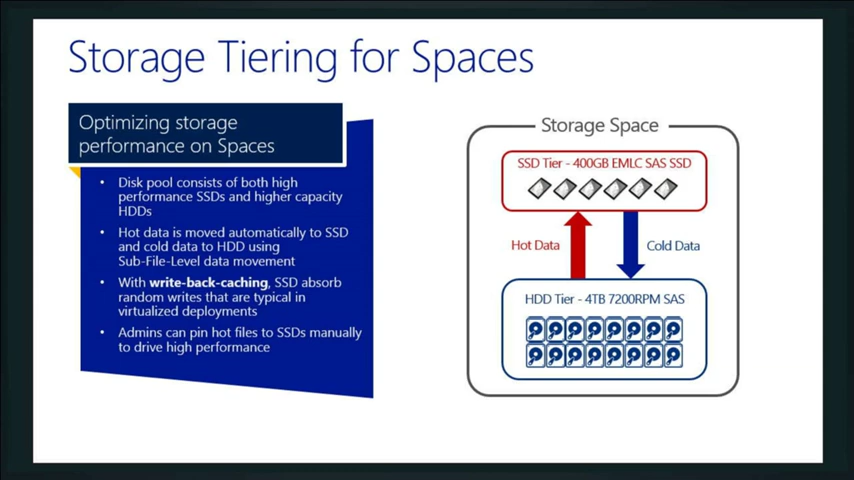 Storage Tiering for Spaces
Optimizing storage
performance on Spaces
• Disk pool consists of both high
performance SSDs and higher capacity
HDDs
• Hot data is moved automatically to SSD
and cold data to HDD using
Sub-File-Level data movement
• With write-back-caching, SSD absorb
random writes that are typical in
virtualized deployments
• Admins can pin hot files to SSDs manually
to drive high performance
Storage Space
SSD Tier - 400GB EMLC SAS SSD
Hot Data
Cold Data
HDD Tier - 4TB 7200RPM SAS